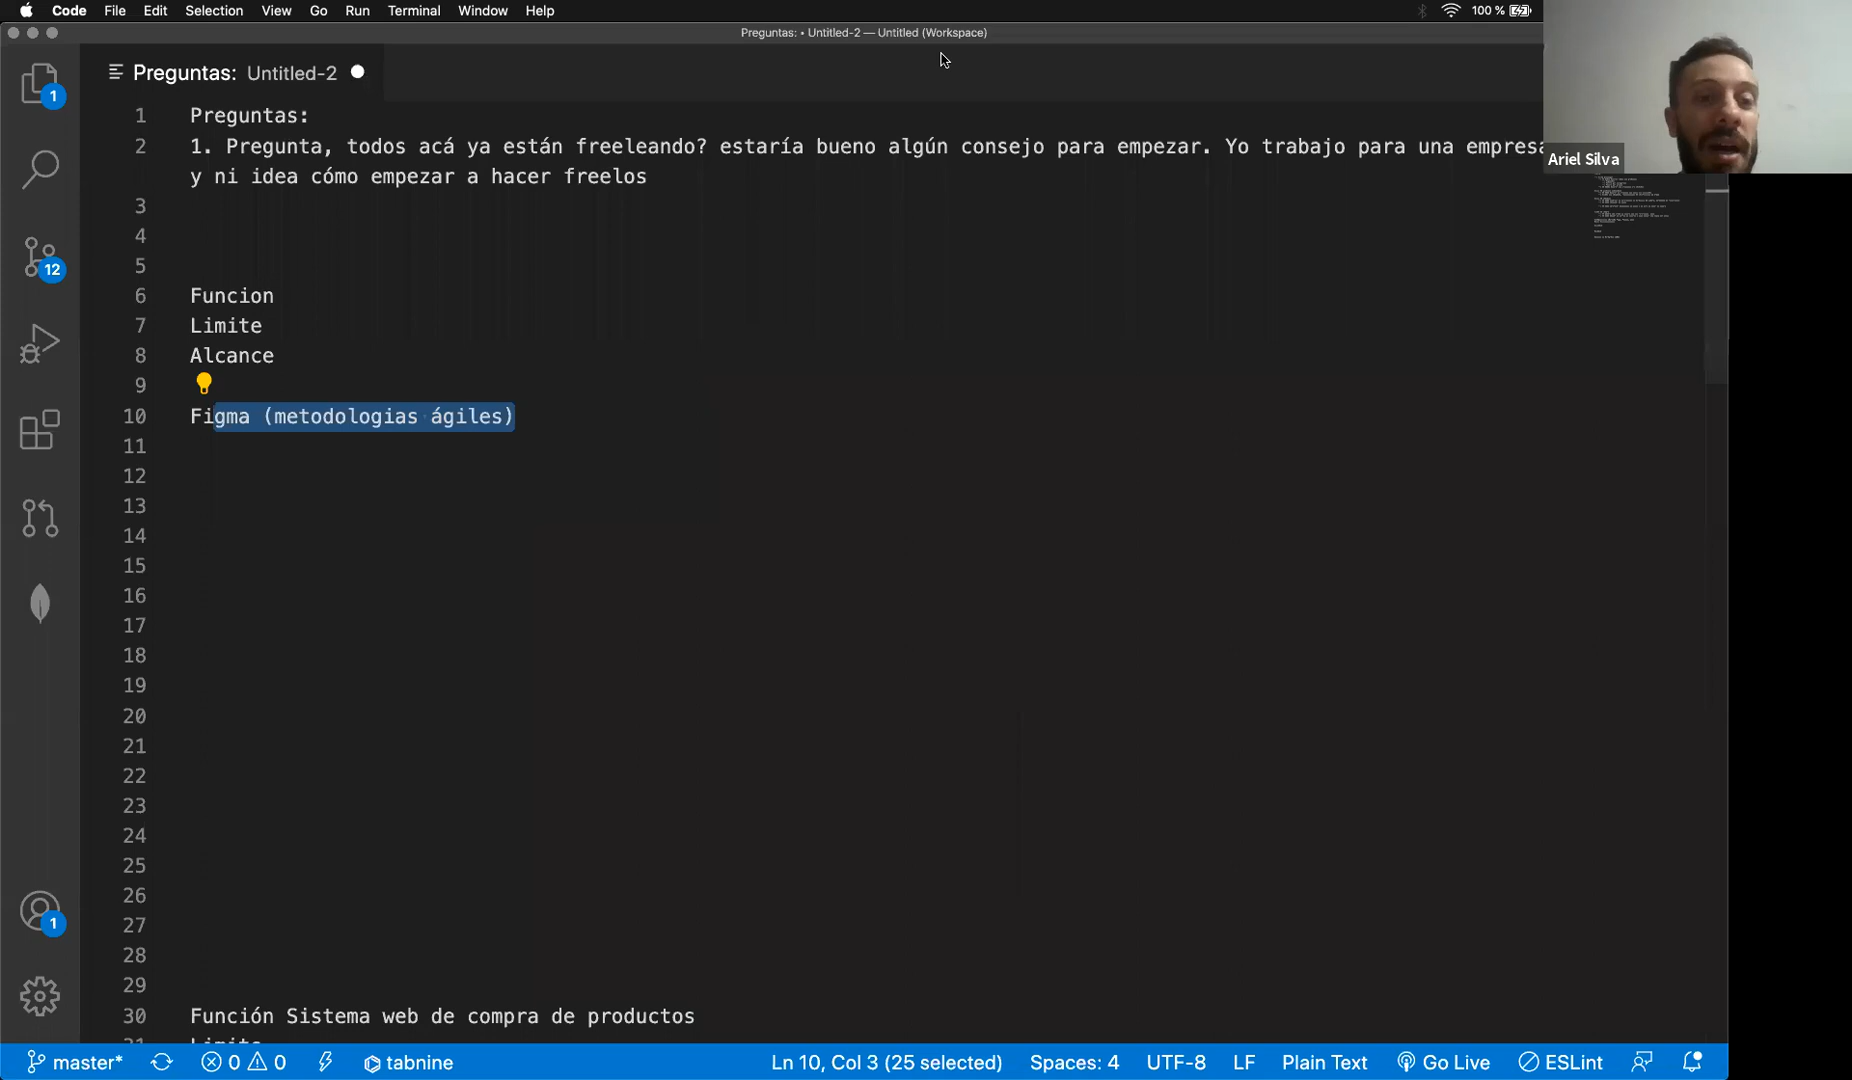 Code File Edit Selection View Go Run Terminal Window Help 100 %
Preguntas: • Untitled-2 — Untitled (Workspace)
Preguntas: Untitled-2
1 Preguntas:
2 1. Pregunta, todos acá ya están freeleando? estaría bueno algún consejo para empezar. Yo trabajo para una empresa
y ni idea cómo empezar a hacer freelos
Ariel Silva
3
4
5
6 Funcion
7 Limite
8 Alcance
9
10 Figma (metodologias ágiles)
11
12
13
14
15
16
17
18
19
20
21
22
23
24
25
26
27
28
29
30 Función Sistema web de compra de productos
1
12
1
master* 0 0 tabnine Ln 10, Col 3 (25 selected) Spaces: 4 UTF-8 LF Plain Text Go Live ESLint